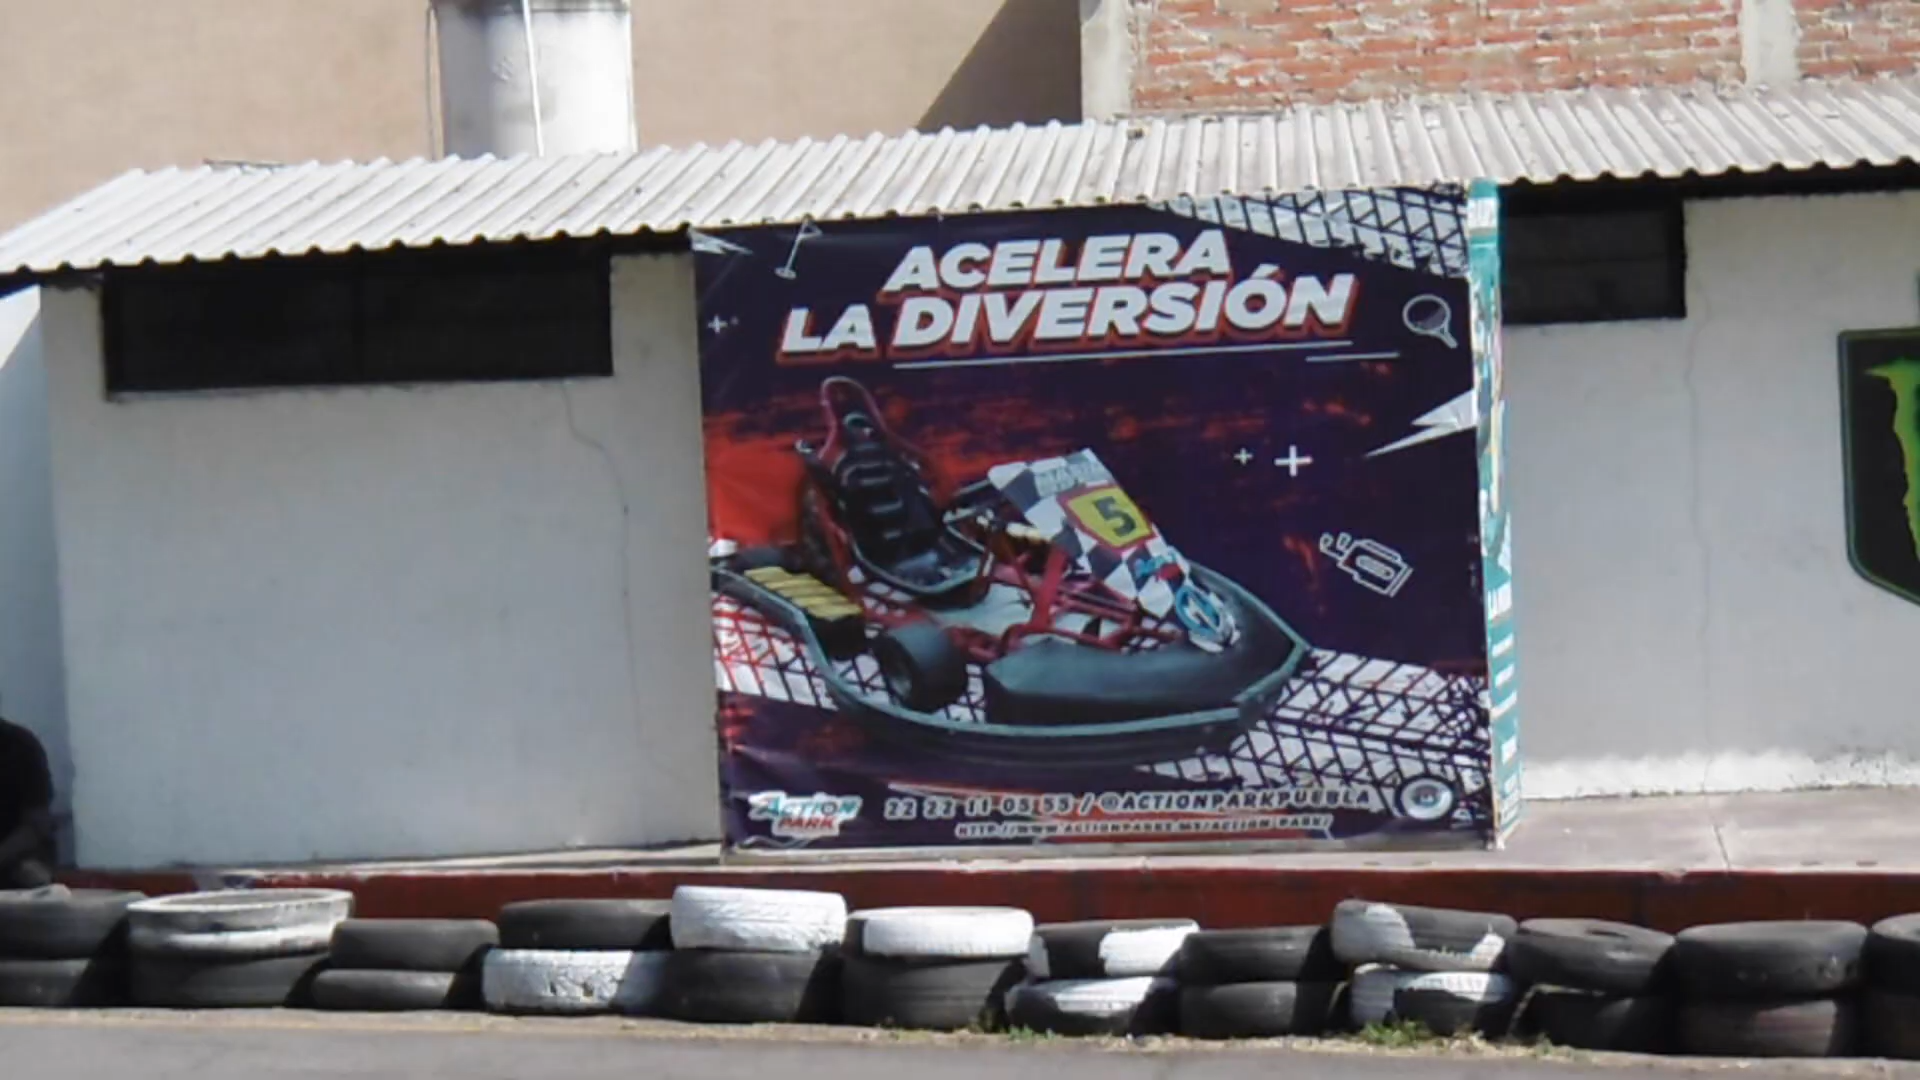 ACELERA
LA DIVERSIÓN
5
ACTION
PARK
22 22 11 05 55 / @ACTIONPARKPUEBLA